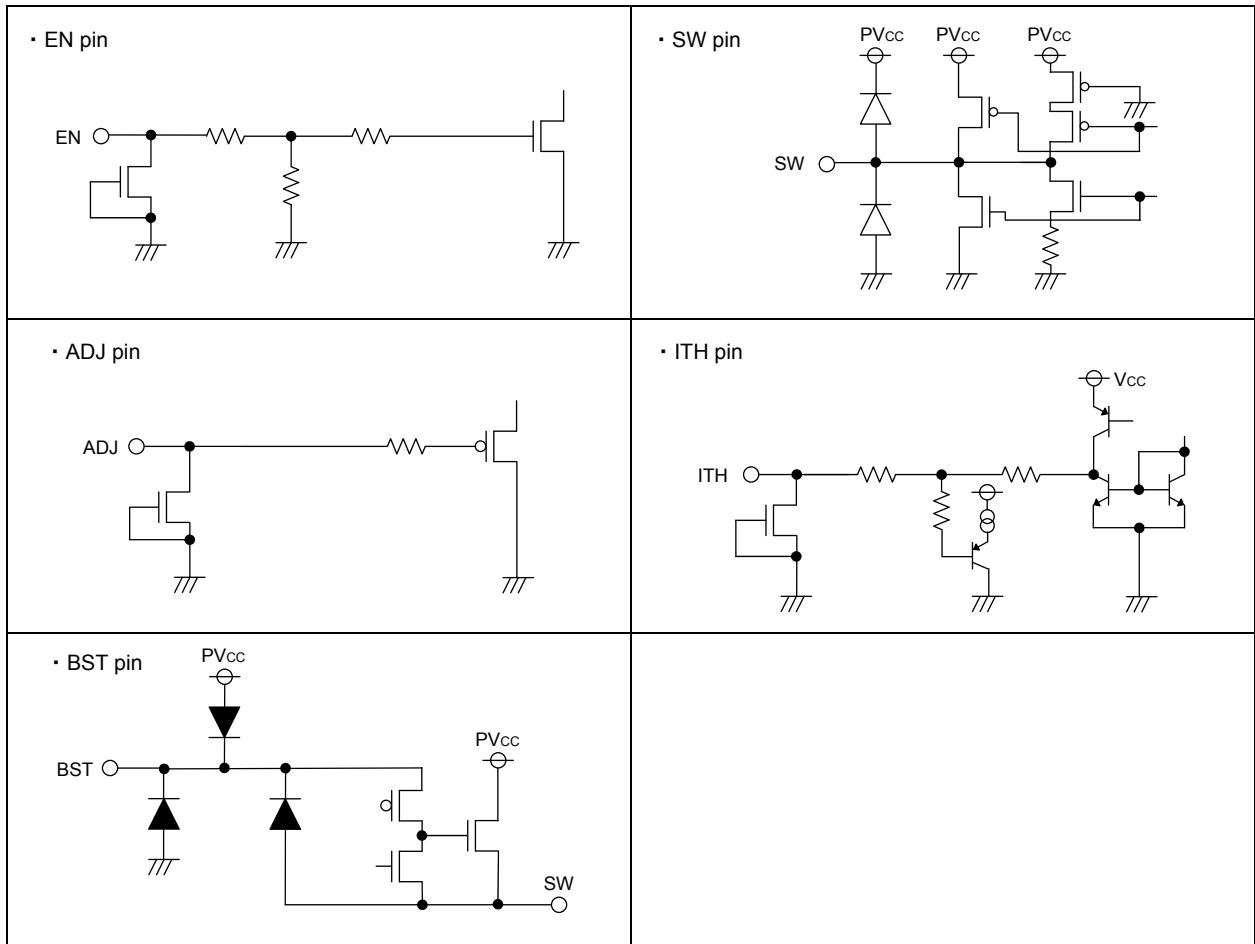 ・EN pin
EN
・SW pin
PVCC PVCC PVCC
SW
・ADJ pin
ADJ
・ITH pin
VCC
ITH
・BST pin
PVCC
PVCC
BST
SW